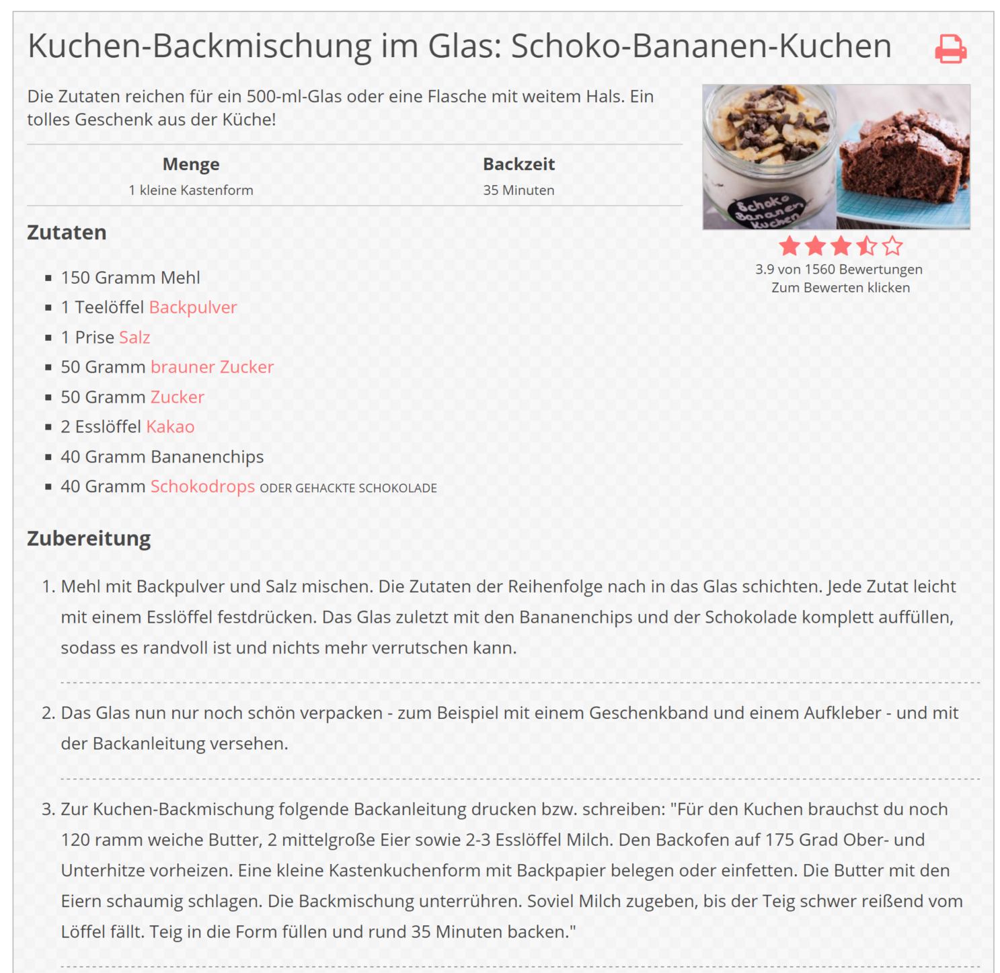 Kuchen-Backmischung im Glas: Schoko-Bananen-Kuchen
Die Zutaten reichen für ein 500-ml-Glas oder eine Flasche mit weitem Hals. Ein
tolles Geschenk aus der Küche!
Menge
1 kleine Kastenform
Backzeit
35 Minuten
Schoko
Bananen
Kuchen
3.9 von 1560 Bewertungen
Zum Bewerten klicken
Zutaten
150 Gramm Mehl
1 Teelöffel Backpulver
1 Prise Salz
50 Gramm brauner Zucker
50 Gramm Zucker
2 Esslöffel Kakao
40 Gramm Bananenchips
40 Gramm Schokodrops ODER GEHACKTE SCHOKOLADE
Zubereitung
1. Mehl mit Backpulver und Salz mischen. Die Zutaten der Reihenfolge nach in das Glas schichten. Jede Zutat leicht
mit einem Esslöffel festdrücken. Das Glas zuletzt mit den Bananenchips und der Schokolade komplett auffüllen,
sodass es randvoll ist und nichts mehr verrutschen kann.
2. Das Glas nun nur noch schön verpacken - zum Beispiel mit einem Geschenkband und einem Aufkleber - und mit
der Backanleitung versehen.
3. Zur Kuchen-Backmischung folgende Backanleitung drucken bzw. schreiben: "Für den Kuchen brauchst du noch
120 ramm weiche Butter, 2 mittelgroße Eier sowie 2-3 Esslöffel Milch. Den Backofen auf 175 Grad Ober- und
Unterhitze vorheizen. Eine kleine Kastenkuchenform mit Backpapier belegen oder einfetten. Die Butter mit den
Eiern schaumig schlagen. Die Backmischung unterrühren. Soviel Milch zugeben, bis der Teig schwer reißend vom
Löffel fällt. Teig in die Form füllen und rund 35 Minuten backen."